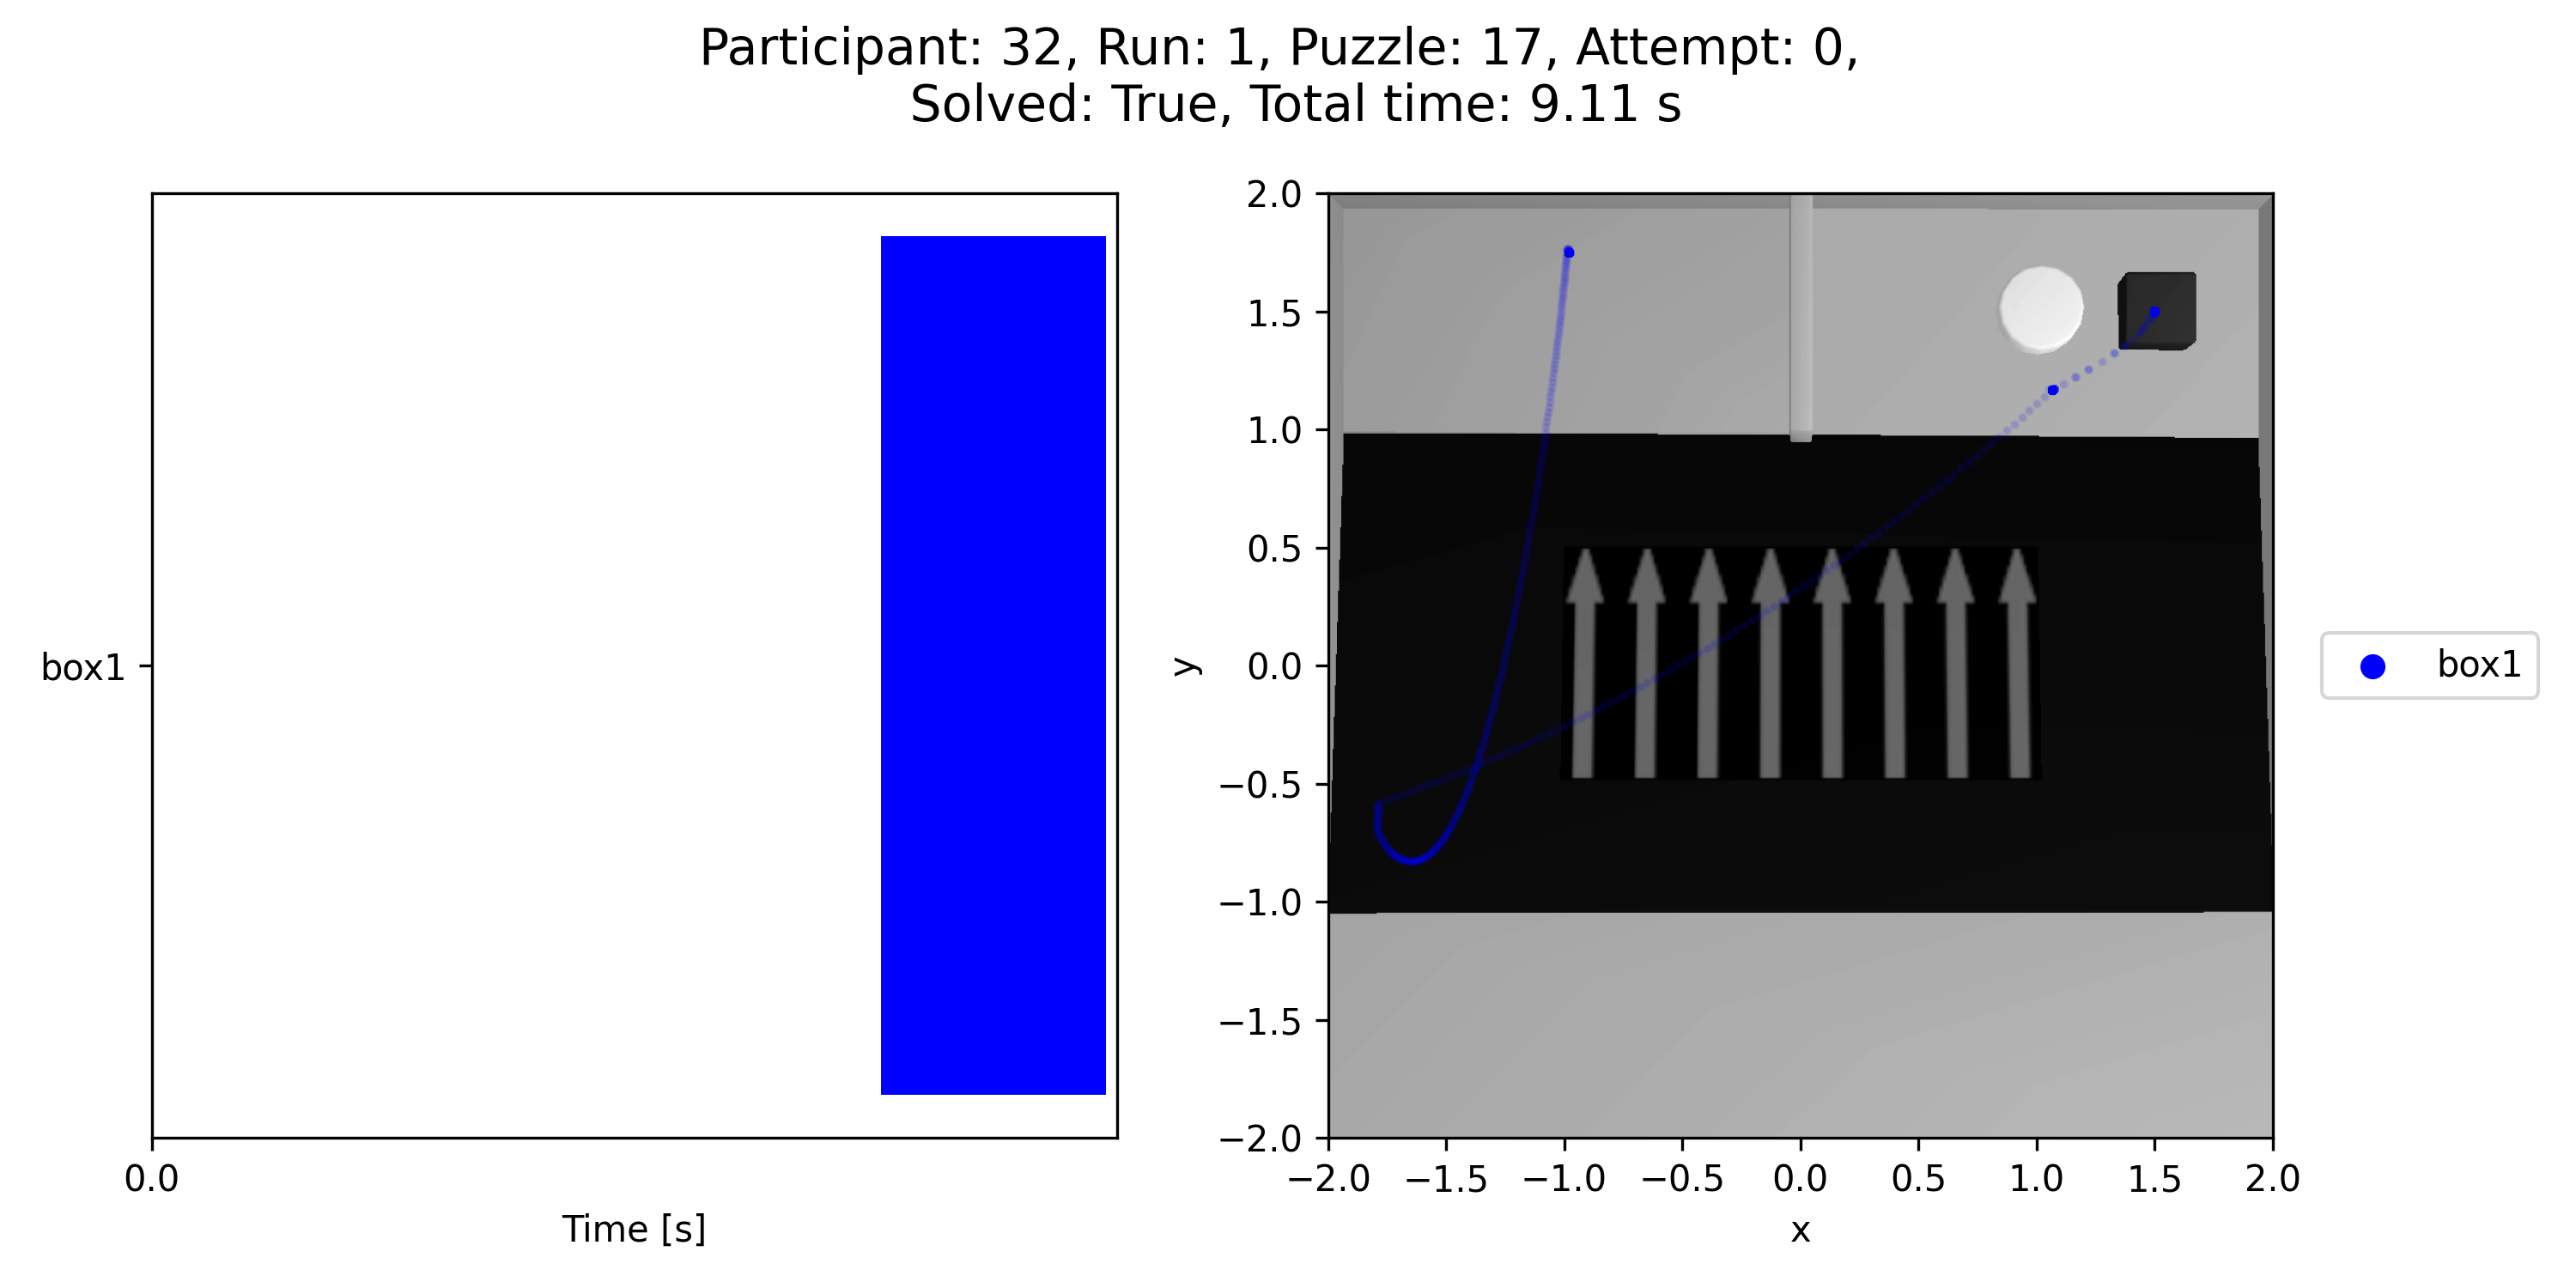 Participant: 32, Run: 1, Puzzle: 17, Attempt: 0,
Solved: True, Total time: 9.11 s
box1
0.0
Time [s]
2.0
1.5
1.0
0.5
0.0
−0.5
−1.0
−1.5
−2.0
y
−2.0 −1.5 −1.0 −0.5 0.0 0.5 1.0 1.5 2.0
x
box1